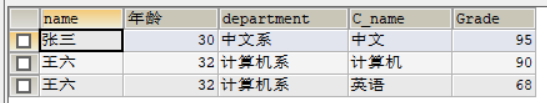 name 年龄 department C_name Grade
张三 30 中文系 中文 95
王六 32 计算机系 计算机 90
王六 32 计算机系 英语 68